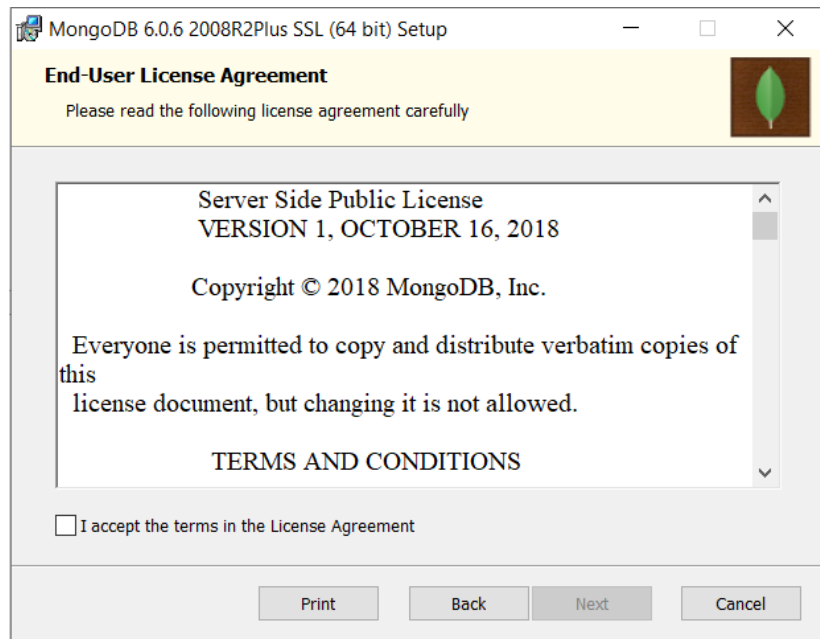 MongoDB 6.0.6 2008R2Plus SSL (64 bit) Setup
End-User License Agreement
Please read the following license agreement carefully
Server Side Public License
VERSION 1, OCTOBER 16, 2018
Copyright © 2018 MongoDB, Inc.
Everyone is permitted to copy and distribute verbatim copies of
this
license document, but changing it is not allowed.
TERMS AND CONDITIONS
I accept the terms in the License Agreement
Print Back Next Cancel